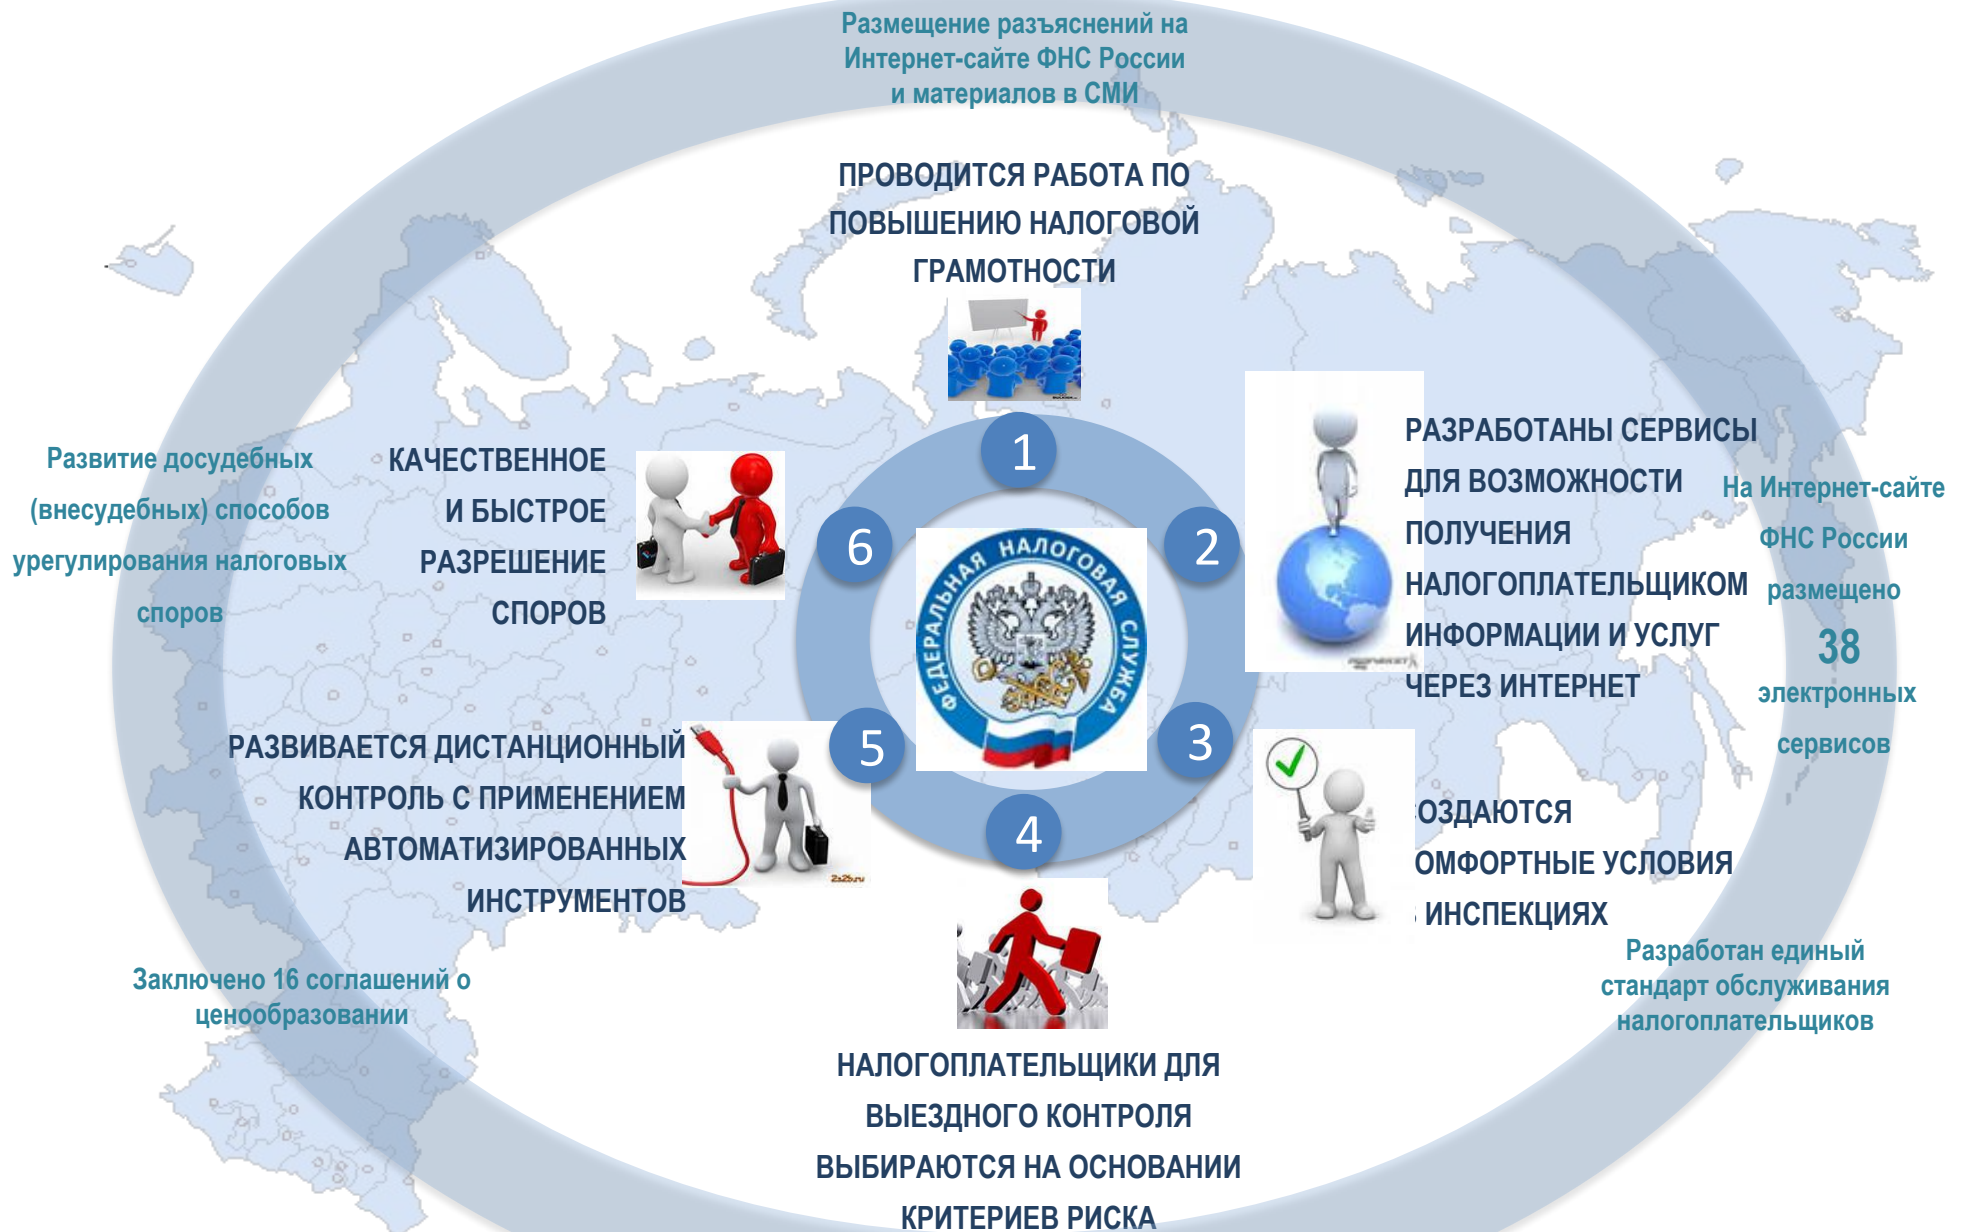 Размещение разъяснений на
Интернет-сайте ФНС России
и материалов в СМИ
ПРОВОДИТСЯ РАБОТА ПО
ПОВЫШЕНИЮ НАЛОГОВОЙ
ГРАМОТНОСТИ
1
2
РАЗРАБОТАНЫ СЕРВИСЫ
ДЛЯ ВОЗМОЖНОСТИ
ПОЛУЧЕНИЯ
НАЛОГОПЛАТЕЛЬЩИКОМ
ИНФОРМАЦИИ И УСЛУГ
ЧЕРЕЗ ИНТЕРНЕТ
На Интернет-сайте
ФНС России
размещено
38
электронных
сервисов
3
ОЗДАЮТСЯ
ОМФОРТНЫЕ УСЛОВИЯ
ИНСПЕКЦИЯХ
Разработан единый
стандарт обслуживания
налогоплательщиков
4
НАЛОГОПЛАТЕЛЬЩИКИ ДЛЯ
ВЫЕЗДНОГО КОНТРОЛЯ
ВЫБИРАЮТСЯ НА ОСНОВАНИИ
КРИТЕРИЕВ РИСКА
5
РАЗВИВАЕТСЯ ДИСТАНЦИОННЫЙ
КОНТРОЛЬ С ПРИМЕНЕНИЕМ
АВТОМАТИЗИРОВАННЫХ
ИНСТРУМЕНТОВ
2s2b.ru
Заключено 16 соглашений о
ценообразовании
6
КАЧЕСТВЕННОЕ
И БЫСТРОЕ
РАЗРЕШЕНИЕ
СПОРОВ
Развитие досудебных
(внесудебных) способов
урегулирования налоговых
споров
ФЕДЕРАЛЬНАЯ НАЛОГОВАЯ СЛУЖБА